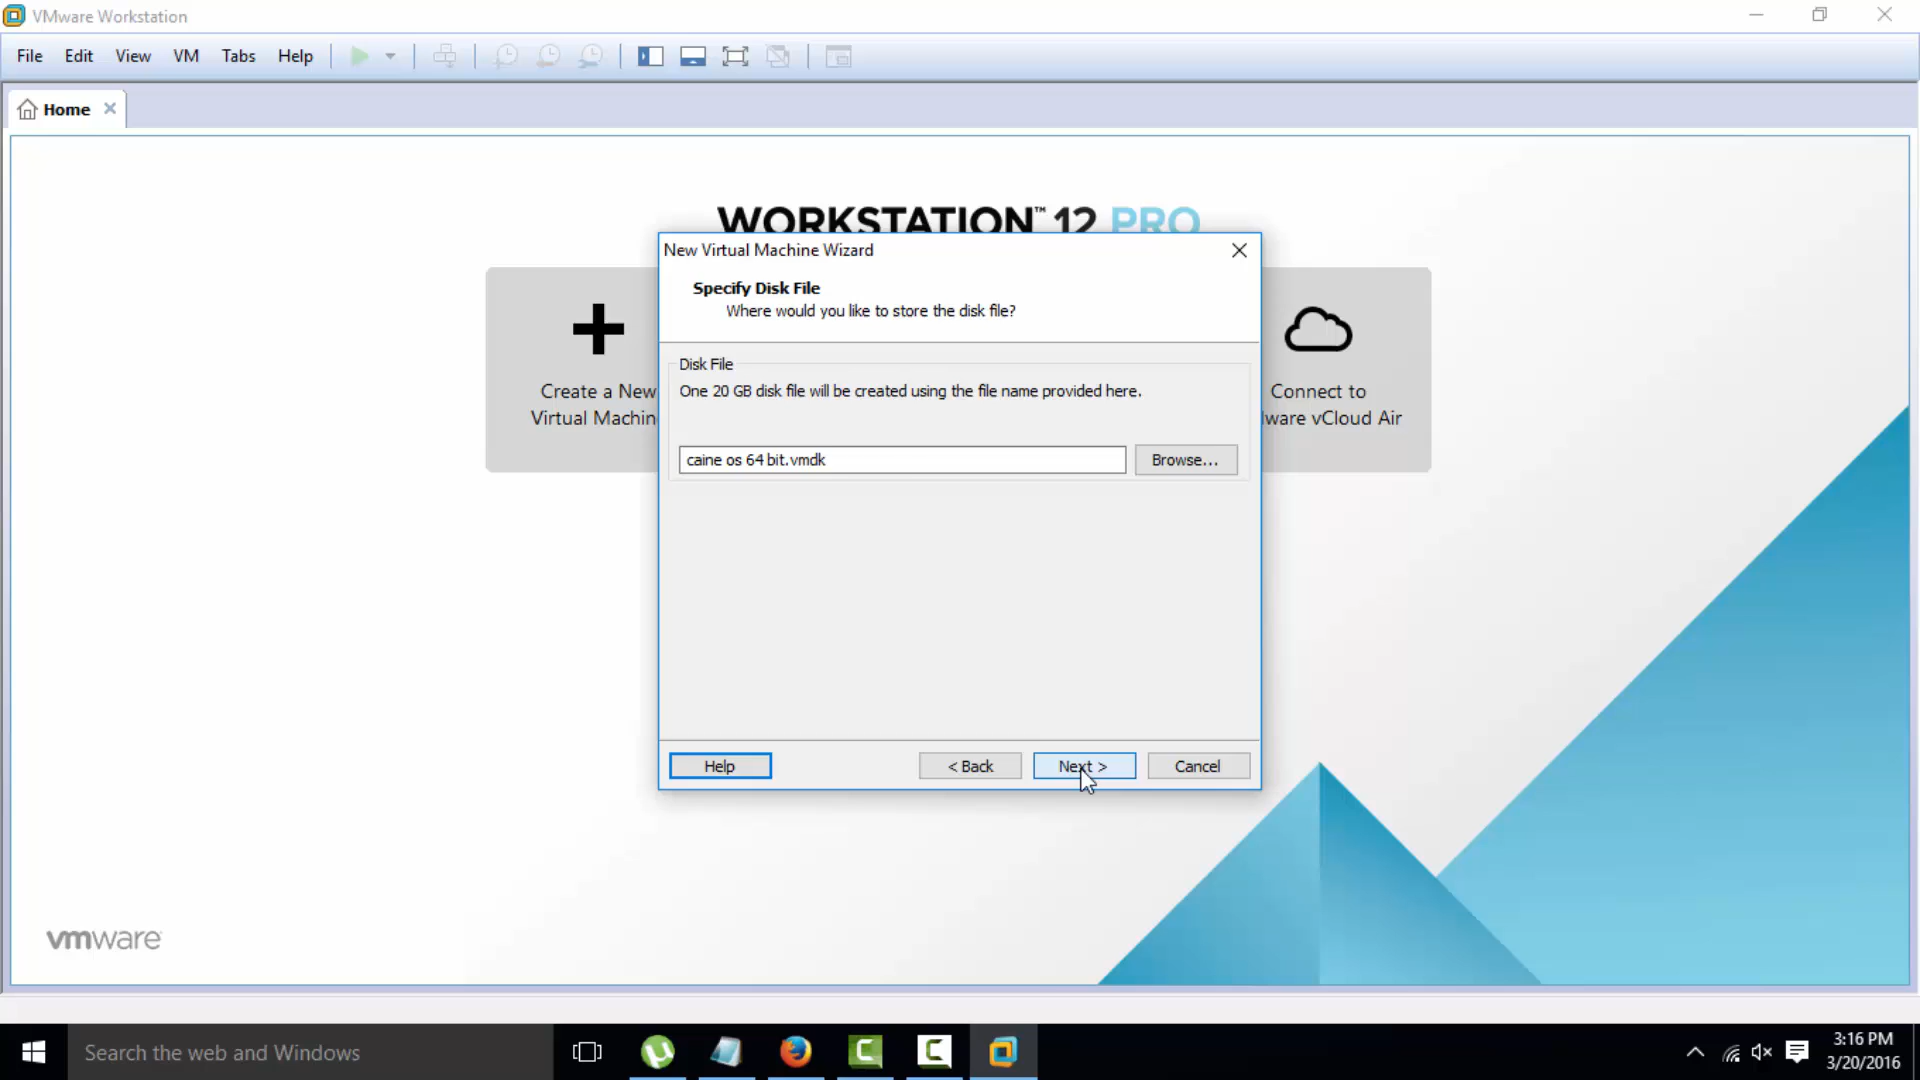 VMware Workstation
File Edit View VM Tabs Help
Home
WORKSTATION™ 12 PRO
New Virtual Machine Wizard
Specify Disk File
Where would you like to store the disk file?
Create a New
Virtual Machin
Connect to
ware vCloud Air
Disk File
One 20 GB disk file will be created using the file name provided here.
caine os 64 bit.vmdk
Browse...
Help
< Back
Next >
Cancel
vmware
Search the web and Windows
3:16 PM
3/20/2016